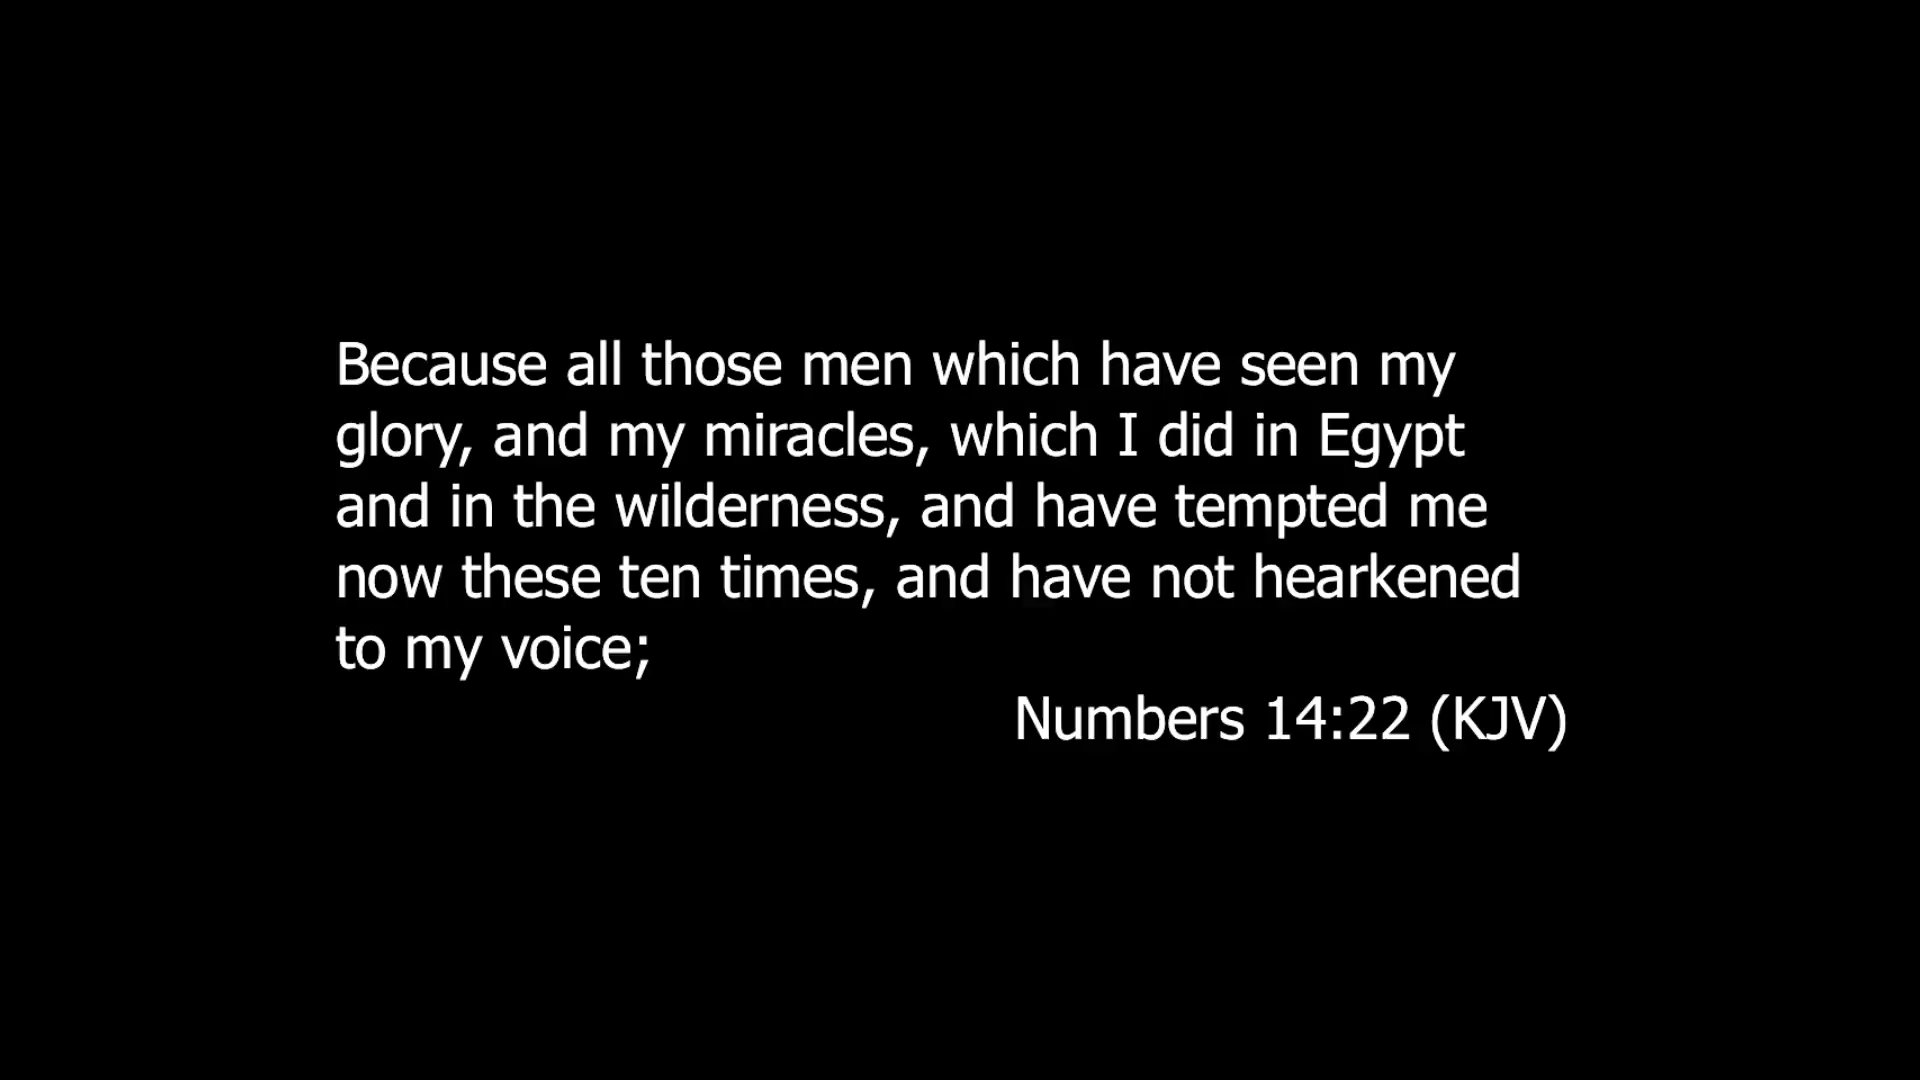 Because all those men which have seen my
glory, and my miracles, which I did in Egypt
and in the wilderness, and have tempted me
now these ten times, and have not hearkened
to my voice;
Numbers 14:22 (KJV)